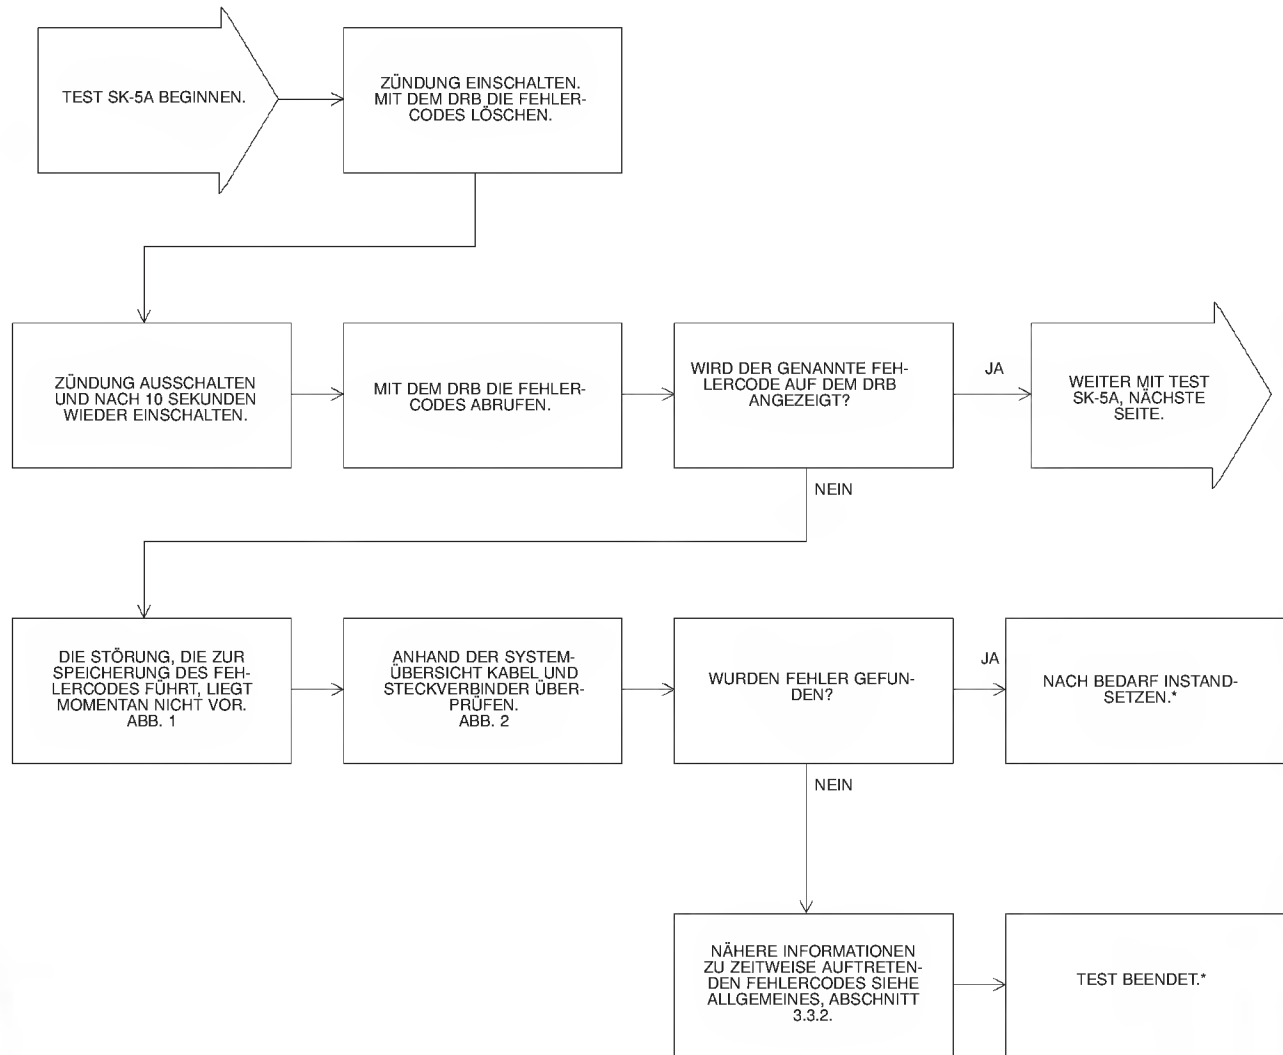 TEST SK-5A BEGINNEN.
ZÜNDUNG EINSCHALTEN.
MIT DEM DRB DIE FEHLER-
CODES LÖSCHEN.
ZÜNDUNG AUSSCHALTEN
UND NACH 10 SEKUNDEN
WIEDER EINSCHALTEN.
MIT DEM DRB DIE FEHLER-
CODES ABRUFEN.
WIRD DER GENANNTE FEH-
LERCODE AUF DEM DRB
ANGEZEIGT?
JA
WEITER MIT TEST
SK-5A, NÄCHSTE
SEITE.
NEIN
DIE STÖRUNG, DIE ZUR
SPEICHERUNG DES FEH-
LERCODES FÜHRT, LIEGT
MOMENTAN NICHT VOR.
ABB. 1
ANHAND DER SYSTEM-
ÜBERSICHT KABEL UND
STECKVERBINDER ÜBER-
PRÜFEN.
ABB. 2
WURDEN FEHLER GEFUN-
DEN?
JA
NACH BEDARF INSTAND-
SETZEN.*
NEIN
NÄHERE INFORMATIONEN
ZU ZEITWEISE AUFTRETEN-
DEN FEHLERCODES SIEHE
ALLGEMEINES, ABSCHNITT
3.3.2.
TEST BEENDET.*